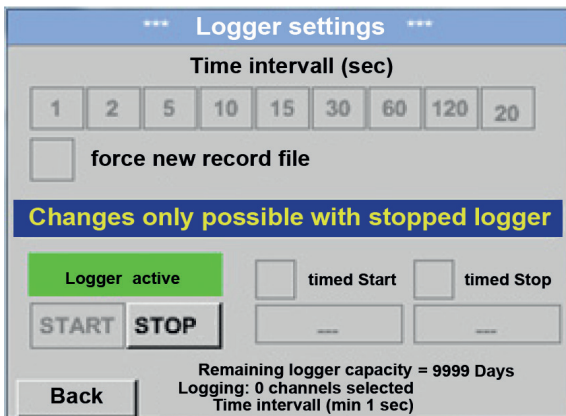 *** Logger settings ***
Time intervall (sec)
1 2 5 10 15 30 60 120 20
force new record file
Changes only possible with stopped logger
Logger active
timed Start timed Stop
START STOP --- ---
Remaining logger capacity = 9999 Days
Logging: 0 channels selected
Back
Time intervall (min 1 sec)